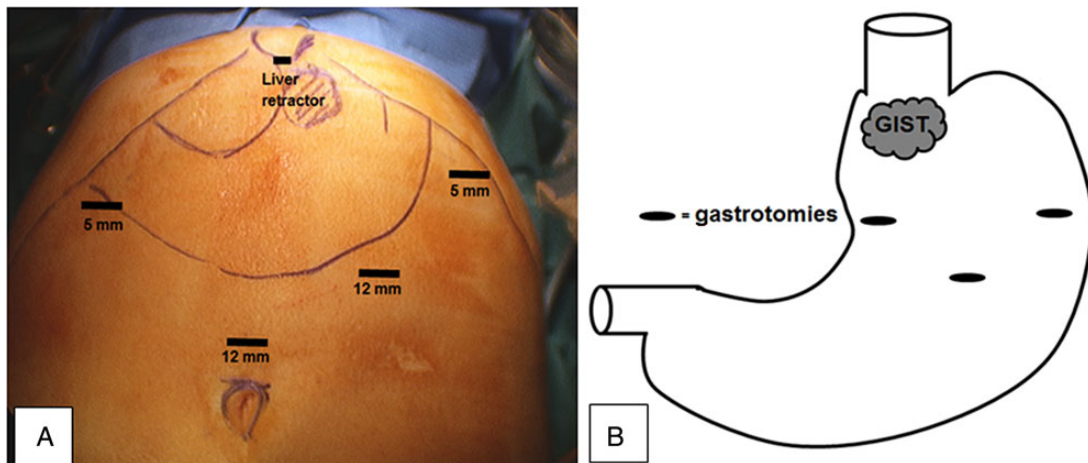 Liver
retractor
5 mm
5 mm
12 mm
12 mm
A
GIST
= gastrotomies
B